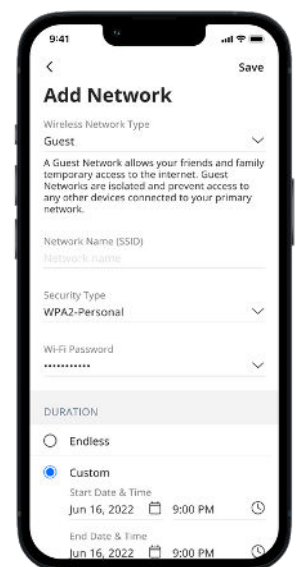 9:41
Save
Add Network
Wireless Network Type
Guest
A Guest Network allows your friends and family
temporary access to the internet. Guest
Networks are isolated and prevent access to
any other devices connected to your primary
network.
Network Name (SSID)
Network name
Security Type
WPA2-Personal
Wi-Fi Password
•••••••••••
DURATION
Endless
Custom
Start Date & Time
Jun 16, 2022 9:00 PM
End Date & Time
Jun 16, 2022 9:00 PM